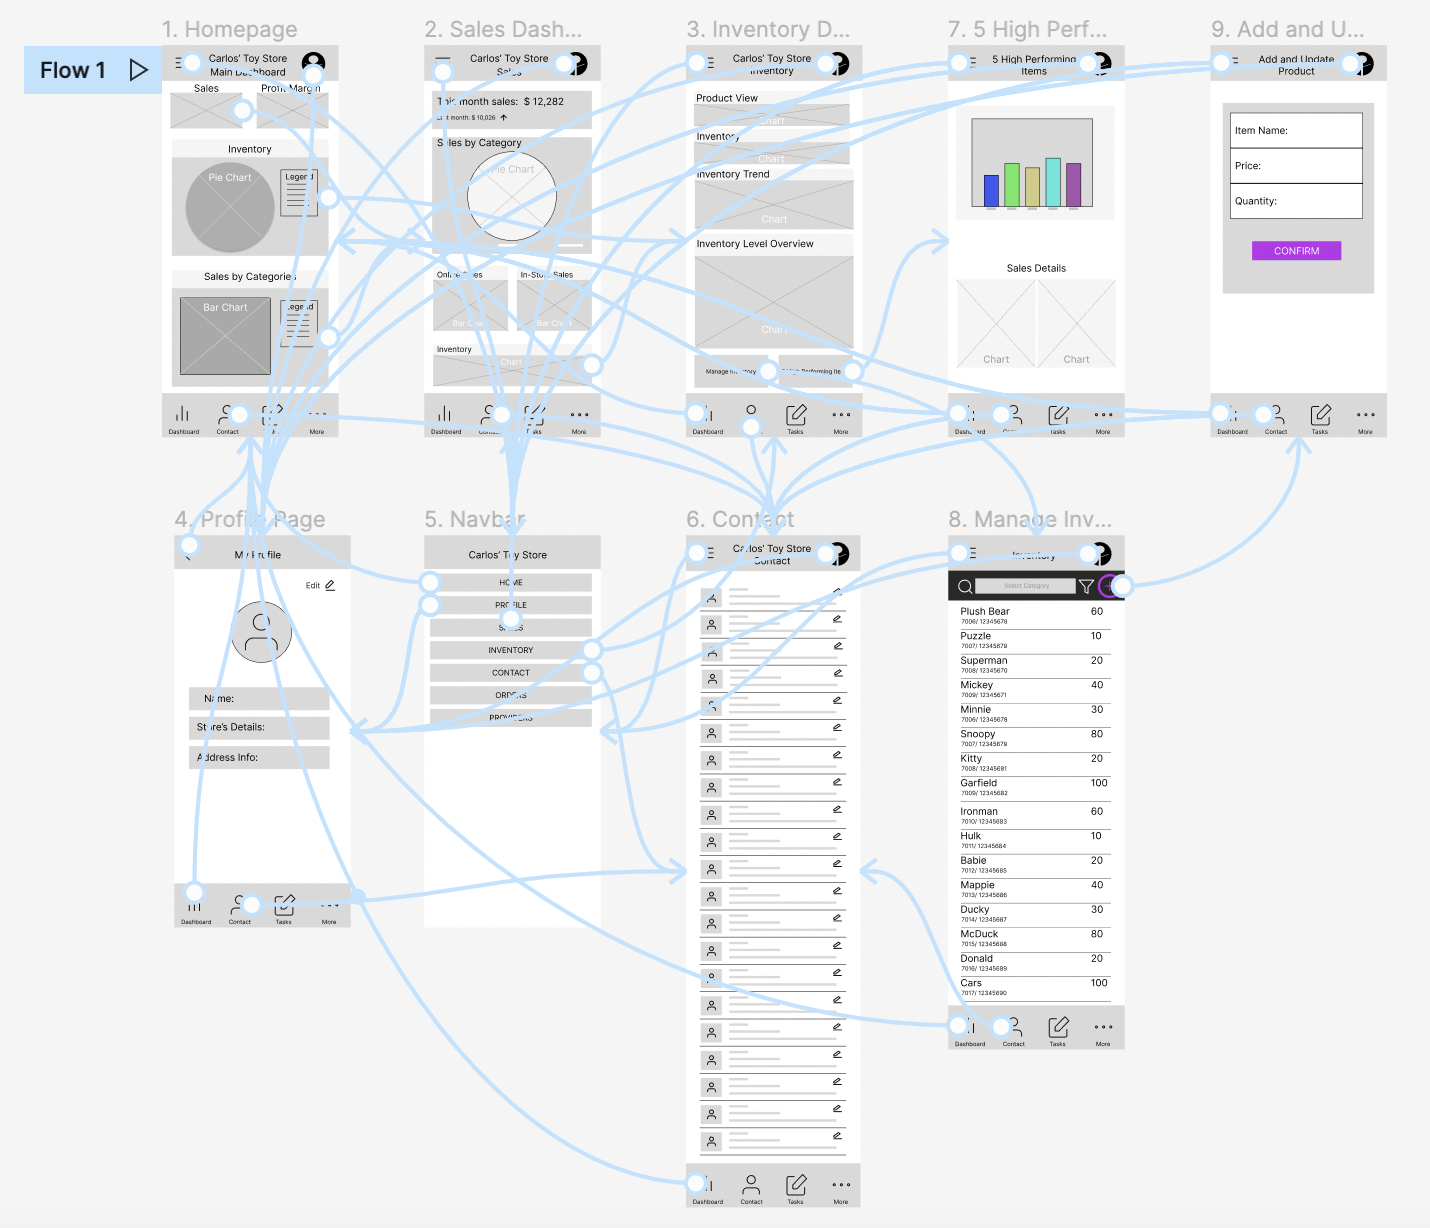 1. Homepage
2. Sales Dash...
3. Inventory D...
7. 5 High Perf...
9. Add and U...
Flow 1
Carlos' Toy Store
Main Dashboard
Sales
Profit Margin
Inventory
Pie Chart
Legend
Sales by Categories
Bar Chart
Legend
Dashboard
Contact
More
Carlos' Toy Store
Sales
This month sales: $ 12,282
Last month: $ 10,026
Sales by Category
Pie Chart
Online Sales
In-Store Sales
Bar Chart
Bar Chart
Inventory
Chart
Dashboard
Contact
Tasks
More
Carlos' Toy Store
Inventory
Product View
Chart
Inventory
Chart
Inventory Trend
Chart
Inventory Level Overview
Chart
Manage Inventory
High Performing Ite
Dashboard
Tasks
More
5 High Performing
Items
Sales Details
Chart
Chart
Dashboard
Tasks
More
Add and Update
Product
Item Name:
Price:
Quantity:
CONFIRM
Dashboard
Contact
Tasks
More
4. Profile Page
5. Navbar
6. Contact
8. Manage Inv...
My Profile
Edit
Name:
Store's Details:
Address Info:
Dashboard
Contact
Tasks
More
Carlos' Toy Store
HOME
PROFILE
SALES
INVENTORY
CONTACT
ORDERS
PROVIDERS
Carlos' Toy Store
Contact
Dashboard
Contact
Tasks
More
Inventory
Select Category
Plush Bear 60
7006/ 12345678
Puzzle 10
7007/ 12345679
Superman 20
7008/ 12345670
Mickey 40
7009/ 12345671
Minnie 30
7006/ 12345678
Snoopy 80
7007/ 12345679
Kitty 20
7008/ 12345681
Garfield 100
7009/ 12345682
Ironman 60
7010/ 12345683
Hulk 10
7011/ 12345684
Babie 20
7012/ 12345685
Mappie 40
7013/ 12345686
Ducky 30
7014/ 12345687
McDuck 80
7015/ 12345688
Donald 20
7016/ 12345689
Cars 100
7017/ 12345690
Dashboard
Contact
Tasks
More